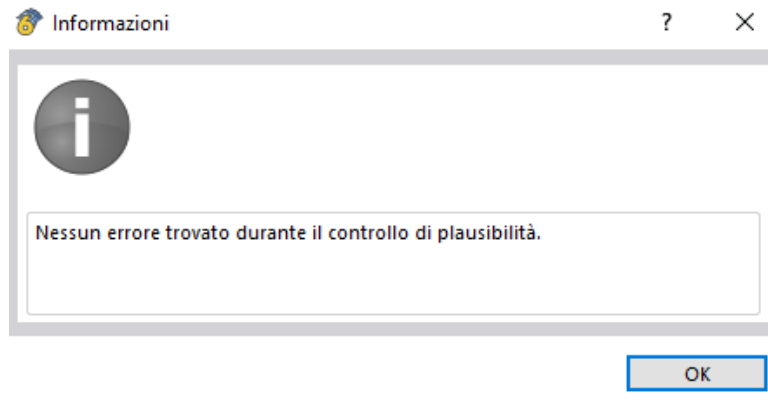 Informazioni
?
Nessun errore trovato durante il controllo di plausibilità.
OK